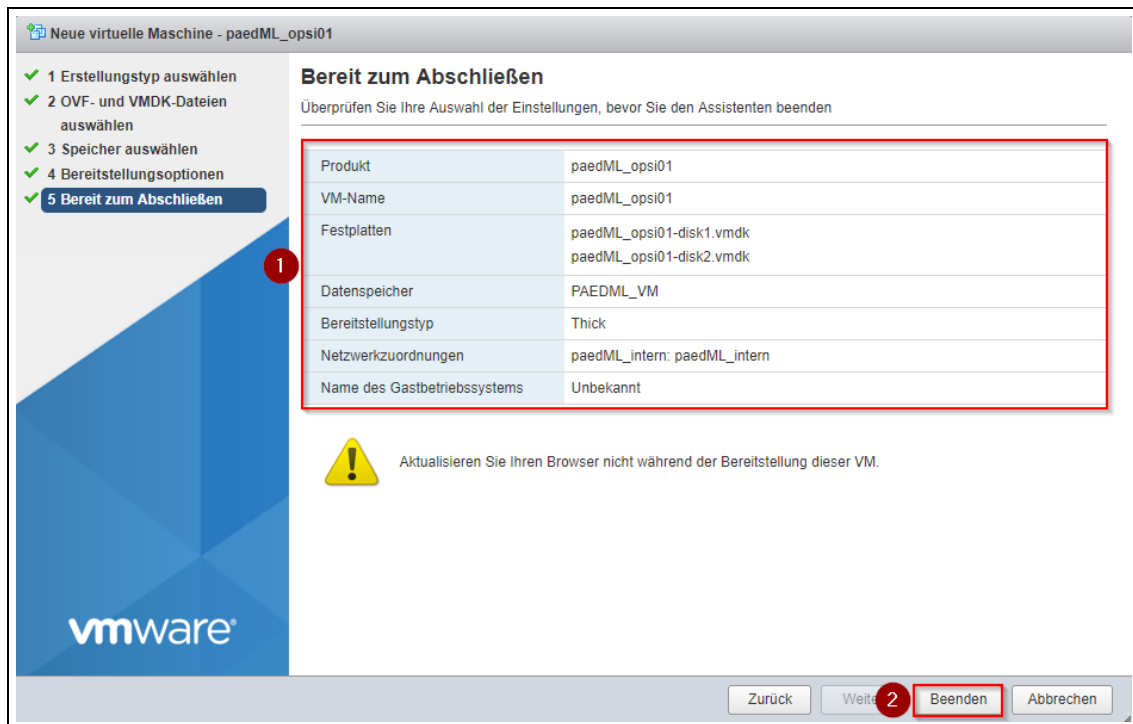 Neue virtuelle Maschine - paedML_opsi01
1 Erstellungstyp auswählen
2 OVF- und VMDK-Dateien
auswählen
3 Speicher auswählen
4 Bereitstellungsoptionen
5 Bereit zum Abschließen
vmware®
Bereit zum Abschließen
Überprüfen Sie Ihre Auswahl der Einstellungen, bevor Sie den Assistenten beenden
1
Produkt paedML_opsi01
VM-Name paedML_opsi01
Festplatten paedML_opsi01-disk1.vmdk
paedML_opsi01-disk2.vmdk
Datenspeicher PAEDML_VM
Bereitstellungstyp Thick
Netzwerkzuordnungen paedML_intern: paedML_intern
Name des Gastbetriebssystems Unbekannt
Aktualisieren Sie Ihren Browser nicht während der Bereitstellung dieser VM.
Zurück 2 Beenden Abbrechen